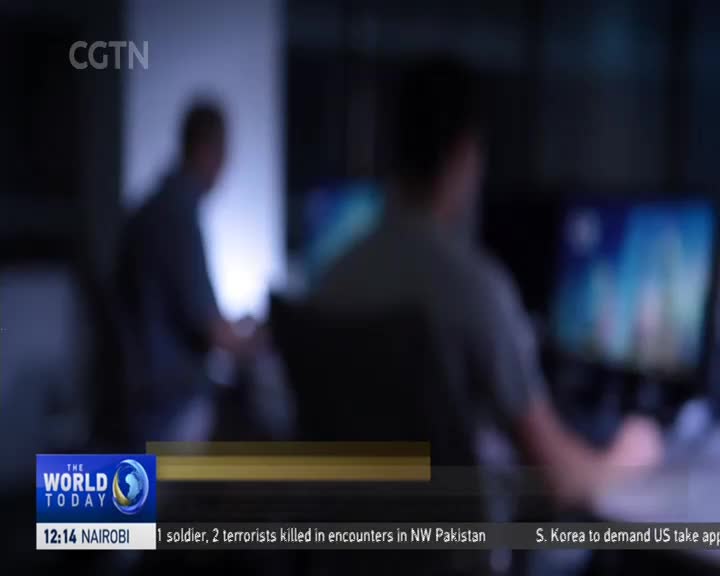 CGTN
THE
WORLD
TODAY
12:14 NAIROBI
1 soldier, 2 terrorists killed in encounters in NW Pakistan
S. Korea to demand US take app